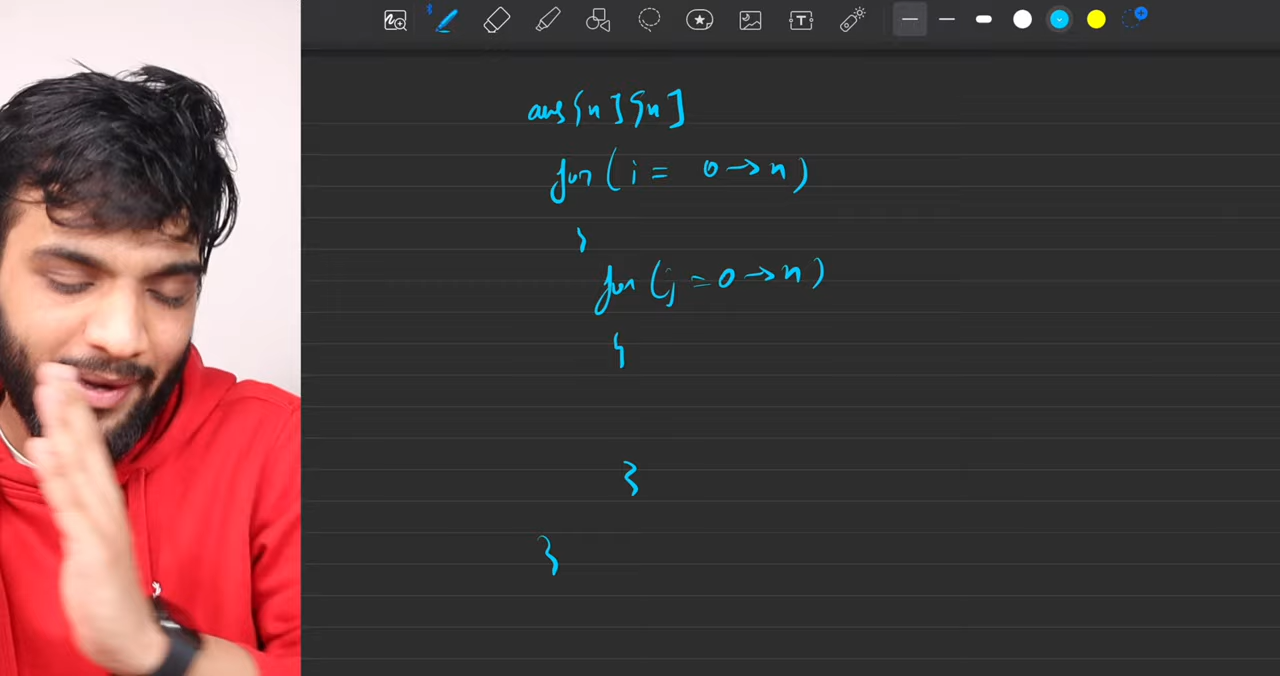 ans[n][n]
for(i = 0→n)
{
for(j = 0→n)
{
}
}